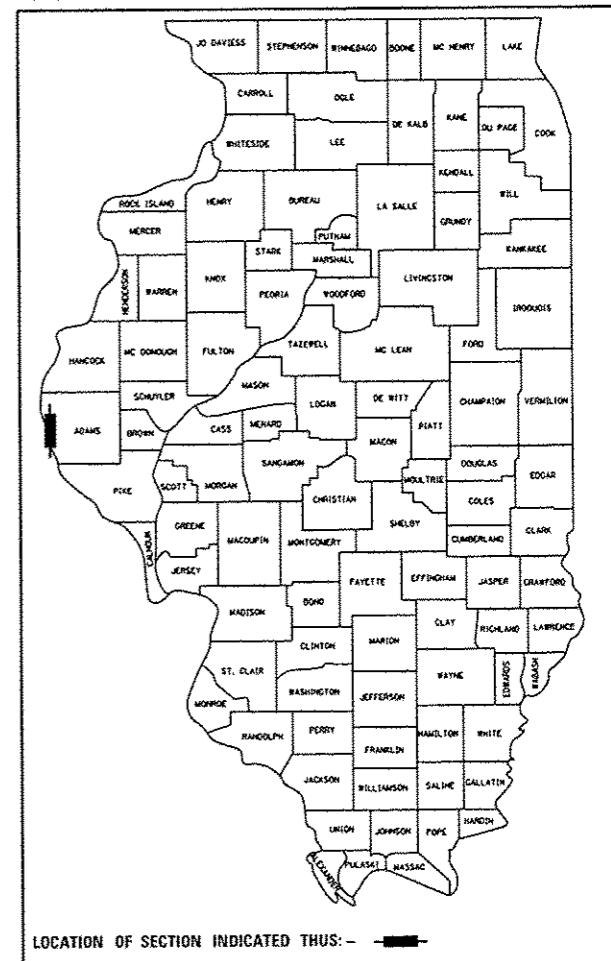 JO DAVIESS STEPHENSON WINNEBAGO BOONE MC HENRY LAKE
CARROLL OGLE DE KALB KANE DU PAGE COOK
WHITESIDE LEE
KENDALL WILL
ROCK ISLAND HENRY BUREAU LA SALLE GRUNDY
MERCER PUTNAM KANKAKEE
STARK MARSHALL
HENDERSON WARREN KNOX PEORIA WOODFORD LIVINGSTON IROQUOIS
HANCOCK MC DONOUGH FULTON TAZEWELL MC LEAN FORD
MASON
SCHUYLER LOGAN DE WITT CHAMPAION VERMILION
ADAMS BROWN CASS MENARD MACON PIATT
SANGAMON DOUGLAS
PIKE SCOTT MORGAN CHRISTIAN MOULTRIE COLES EDGAR
GREENE MACOUPIN MONTGOMERY SHELBY CUMBERLAND CLARK
CALHOUN JERSEY
FAYETTE EFFINGHAM JASPER CRAWFORD
MADISON BOND
CLINTON MARION CLAY RICHLAND LAWRENCE
ST. CLAIR WAYNE EDWARDS WABASH
MONROE WASHINGTON JEFFERSON
RANDOLPH PERRY HAMILTON WHITE
FRANKLIN
JACKSON WILLIAMSON SALINE GALLATIN
UNION JOHNSON POPE HARDIN
ALEXANDER PULASKI MASSAC
LOCATION OF SECTION INDICATED THUS: -